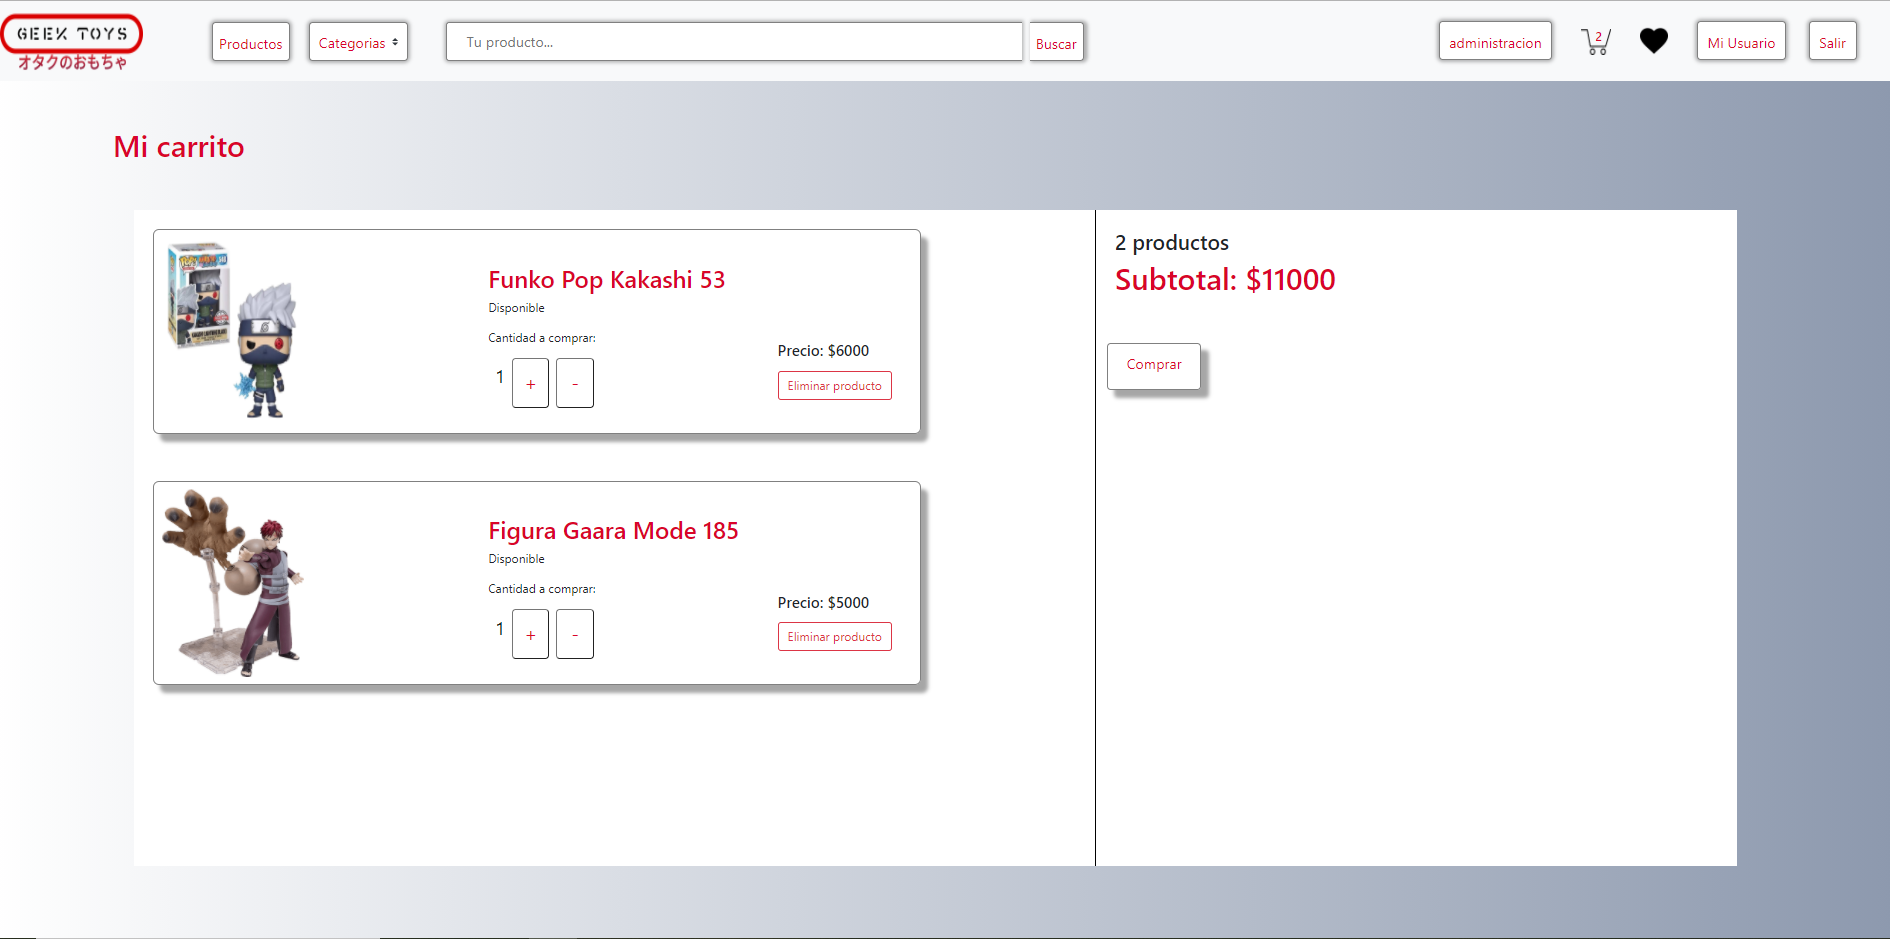 GEEK TOYS
オタクのおもちゃ
Productos
Categorias
Tu producto...
Buscar
administracion
2
Mi Usuario
Salir
Mi carrito
Funko Pop Kakashi 53
Disponible
Cantidad a comprar:
1 + -
Precio: $6000
Eliminar producto
Figura Gaara Mode 185
Disponible
Cantidad a comprar:
1 + -
Precio: $5000
Eliminar producto
2 productos
Subtotal: $11000
Comprar